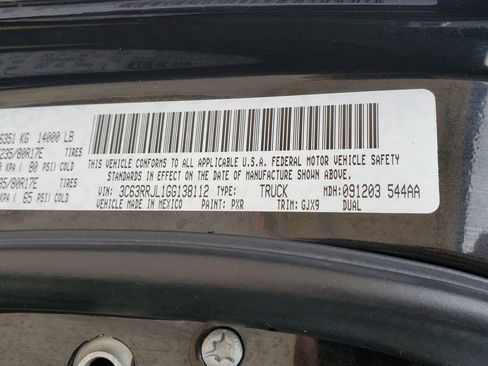 6351 KG 14000 LB
235/80R17E TIRES
KPA ( 80 PSI) COLD
35/80R17E TIRES
KPA ( 65 PSI) COLD
THIS VEHICLE CONFORMS TO ALL APPLICABLE U.S.A. FEDERAL MOTOR VEHICLE SAFETY
STANDARDS IN EFFECT ON THE DATE OF MANUFACTURE SHOWN ABOVE.
VIN: 3C63RRJL1GG138112 TYPE: TRUCK MDH: 091203 544AA
VEHICLE MADE IN MEXICO PAINT: PXR TRIM: GJX9 DUAL